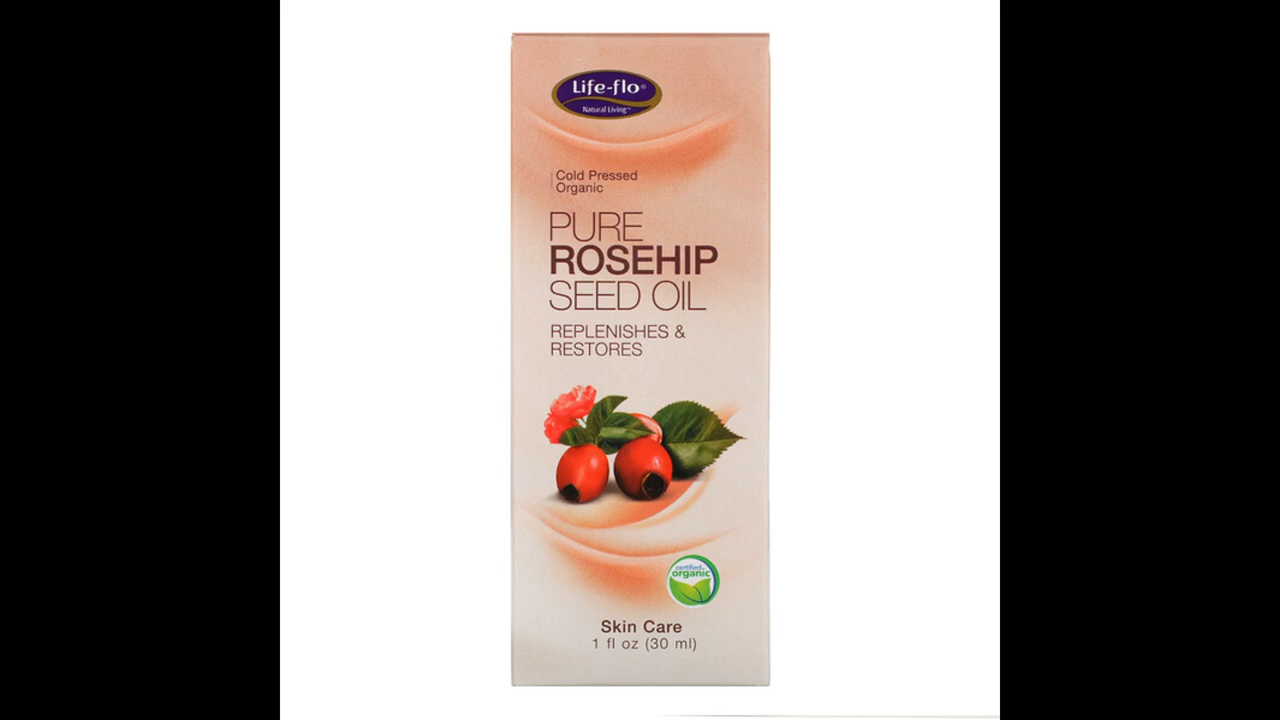 Life-flo®
Natural Living™
Cold Pressed
Organic
PURE
ROSEHIP
SEED OIL
REPLENISHES &
RESTORES
certified
organic
Skin Care
1 fl oz (30 ml)